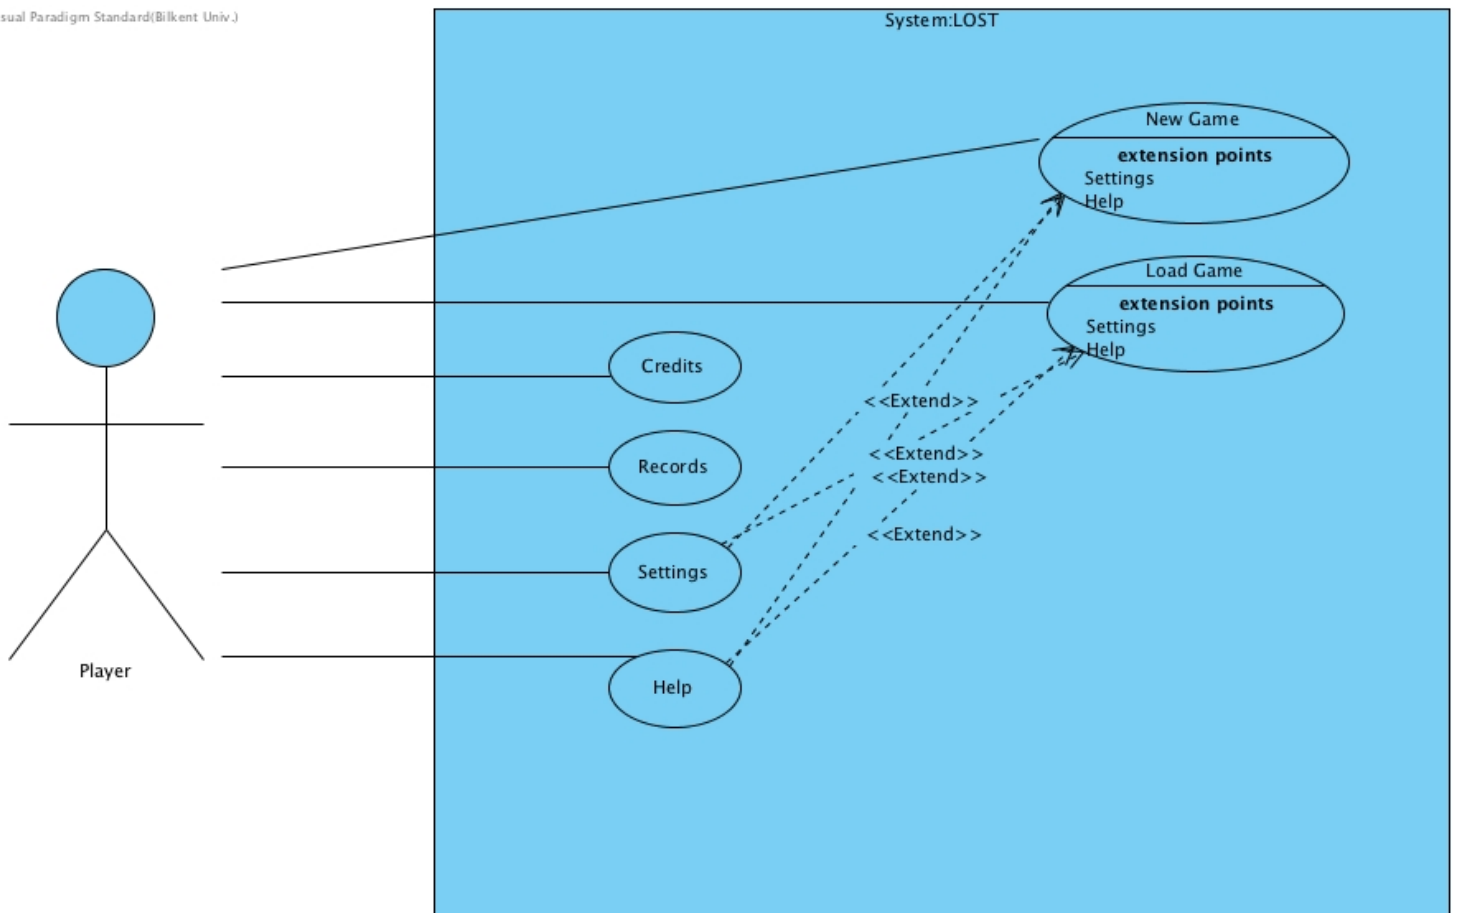 sual Paradigm Standard(Bilkent Univ.)
System:LOST
New Game
extension points
Settings
Help
Load Game
extension points
Settings
Help
Credits
<<Extend>>
<<Extend>>
Records
<<Extend>>
<<Extend>>
Settings
Player
Help